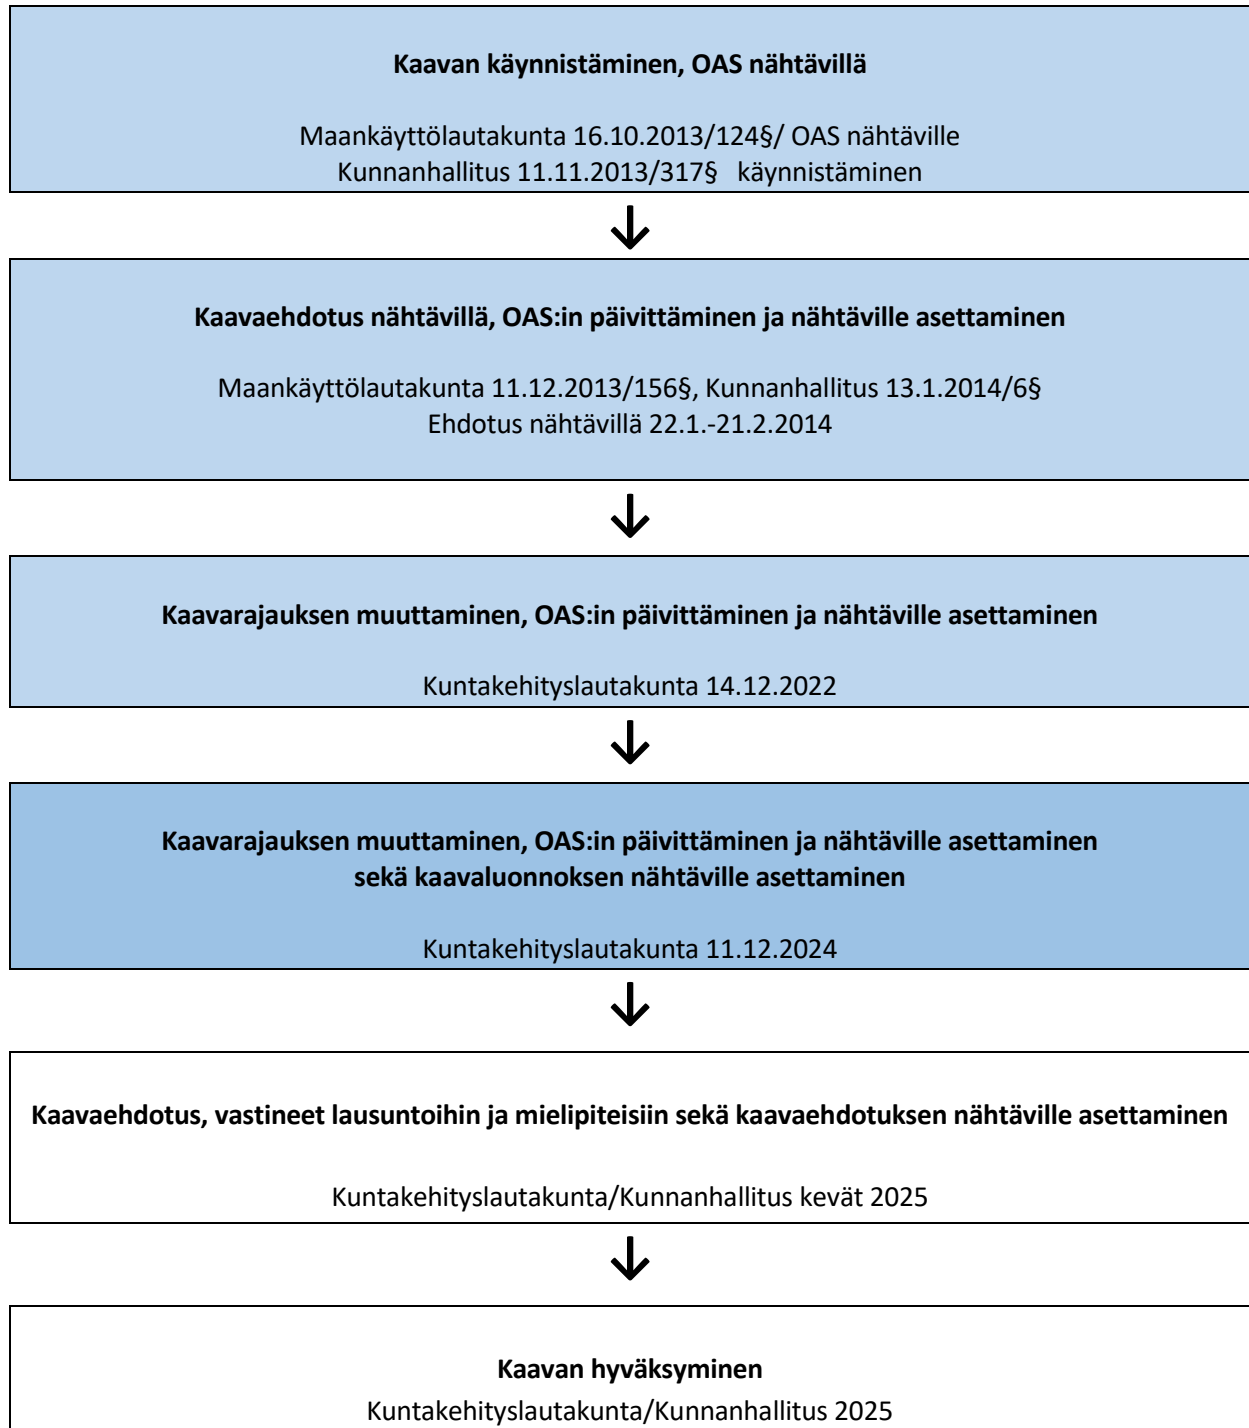 Kaavan käynnistäminen, OAS nähtävillä
Maankäyttölautakunta 16.10.2013/124§/ OAS nähtäville
Kunnanhallitus 11.11.2013/317§ käynnistäminen
Kaavaehdotus nähtävillä, OAS:in päivittäminen ja nähtäville asettaminen
Maankäyttölautakunta 11.12.2013/156§, Kunnanhallitus 13.1.2014/6§
Ehdotus nähtävillä 22.1.-21.2.2014
Kaavarajauksen muuttaminen, OAS:in päivittäminen ja nähtäville asettaminen
Kuntakehityslautakunta 14.12.2022
Kaavarajauksen muuttaminen, OAS:in päivittäminen ja nähtäville asettaminen
sekä kaavaluonnoksen nähtäville asettaminen
Kuntakehityslautakunta 11.12.2024
Kaavaehdotus, vastineet lausuntoihin ja mielipiteisiin sekä kaavaehdotuksen nähtäville asettaminen
Kuntakehityslautakunta/Kunnanhallitus kevät 2025
Kaavan hyväksyminen
Kuntakehityslautakunta/Kunnanhallitus 2025